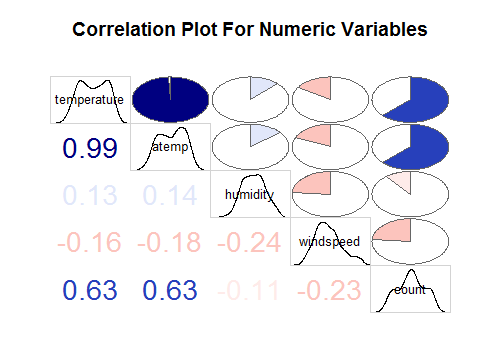 Correlation Plot For Numeric Variables
temperature
0.99 atemp
0.13 0.14 humidity
-0.16 -0.18 -0.24 windspeed
0.63 0.63 -0.11 -0.23 count